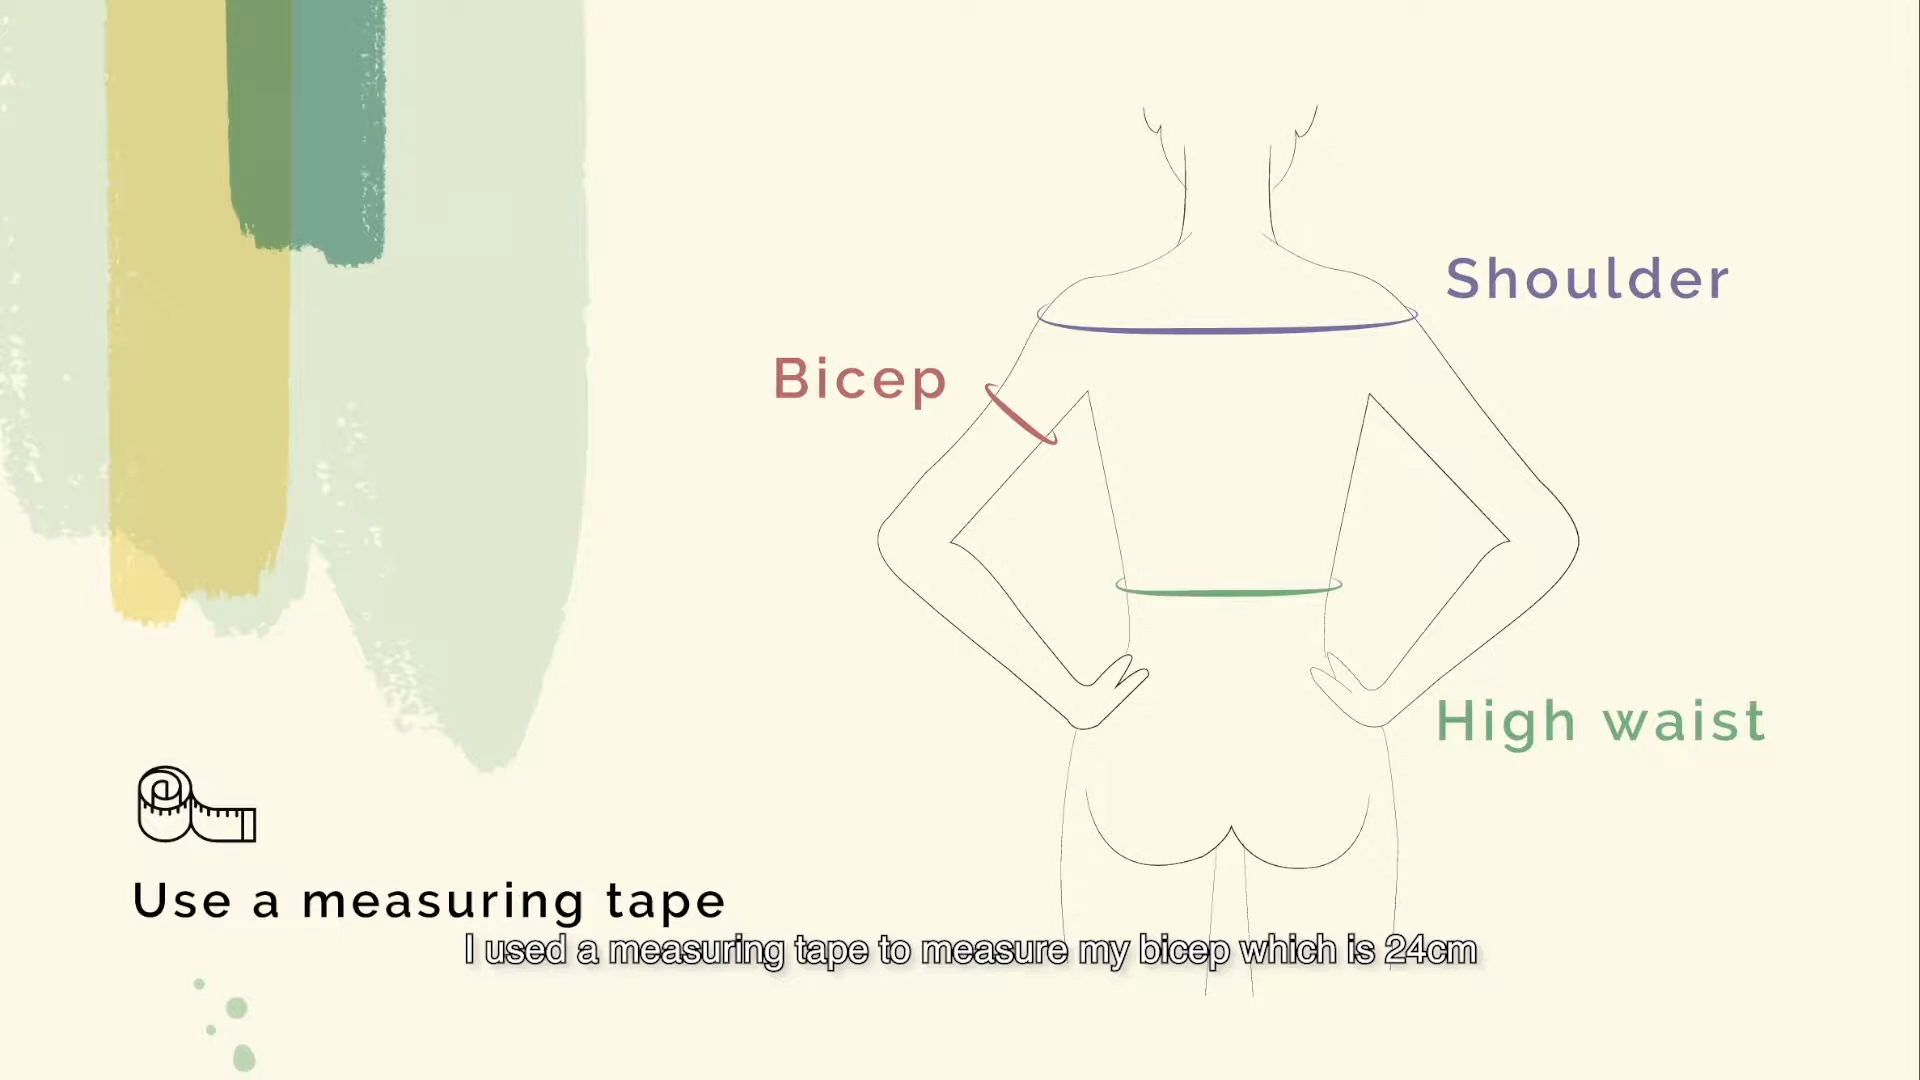 Shoulder
Bicep
High waist
Use a measuring tape
I used a measuring tape to measure my bicep which is 24cm